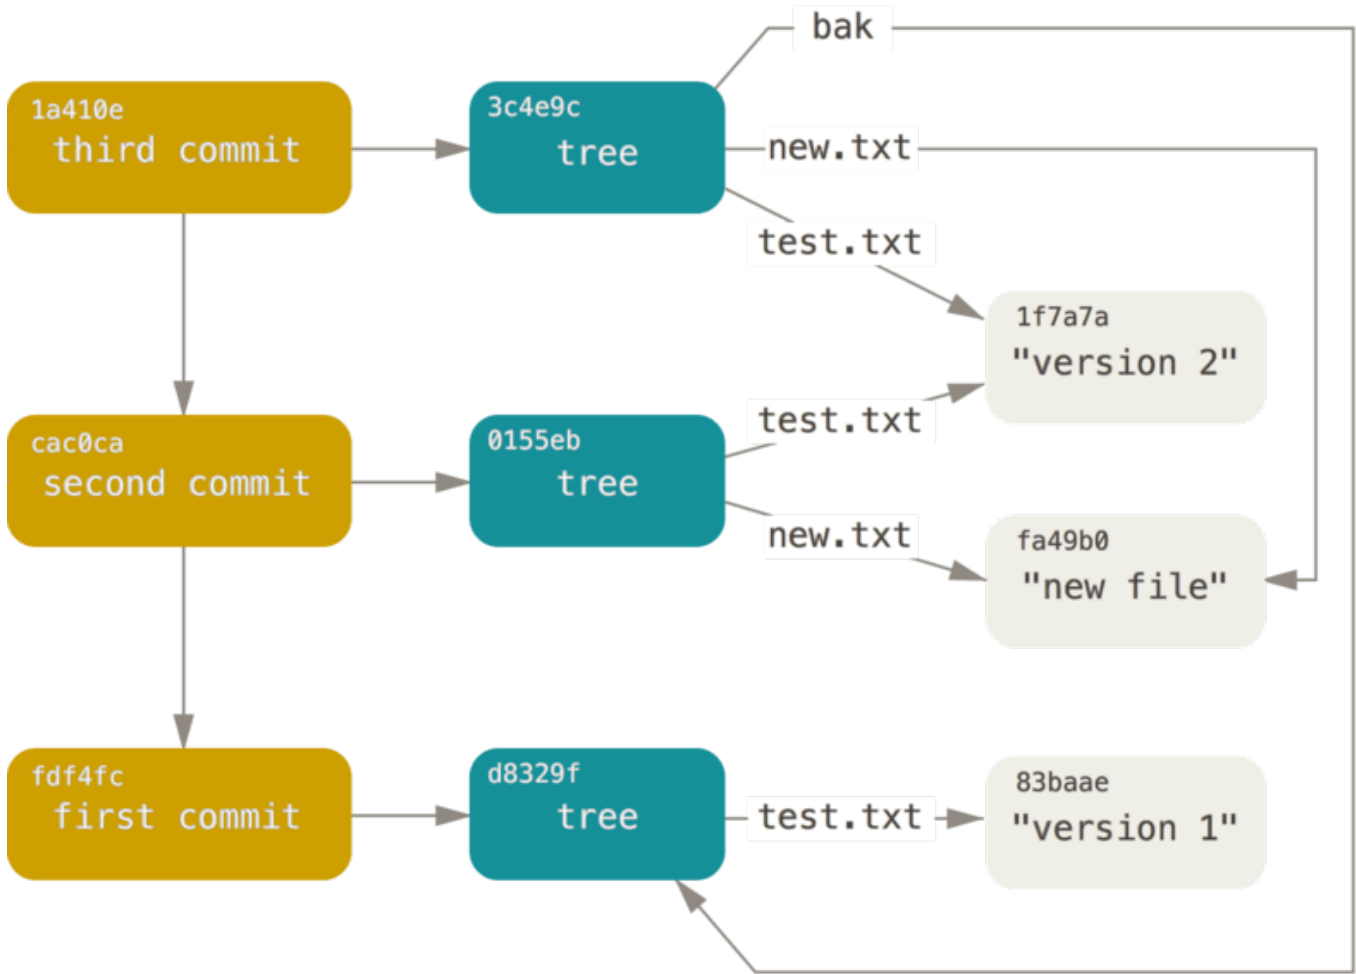 bak
1a410e
third commit
3c4e9c
tree
new.txt
test.txt
1f7a7a
"version 2"
cac0ca
second commit
0155eb
tree
test.txt
new.txt
fa49b0
"new file"
fdf4fc
first commit
d8329f
tree
test.txt
83baae
"version 1"